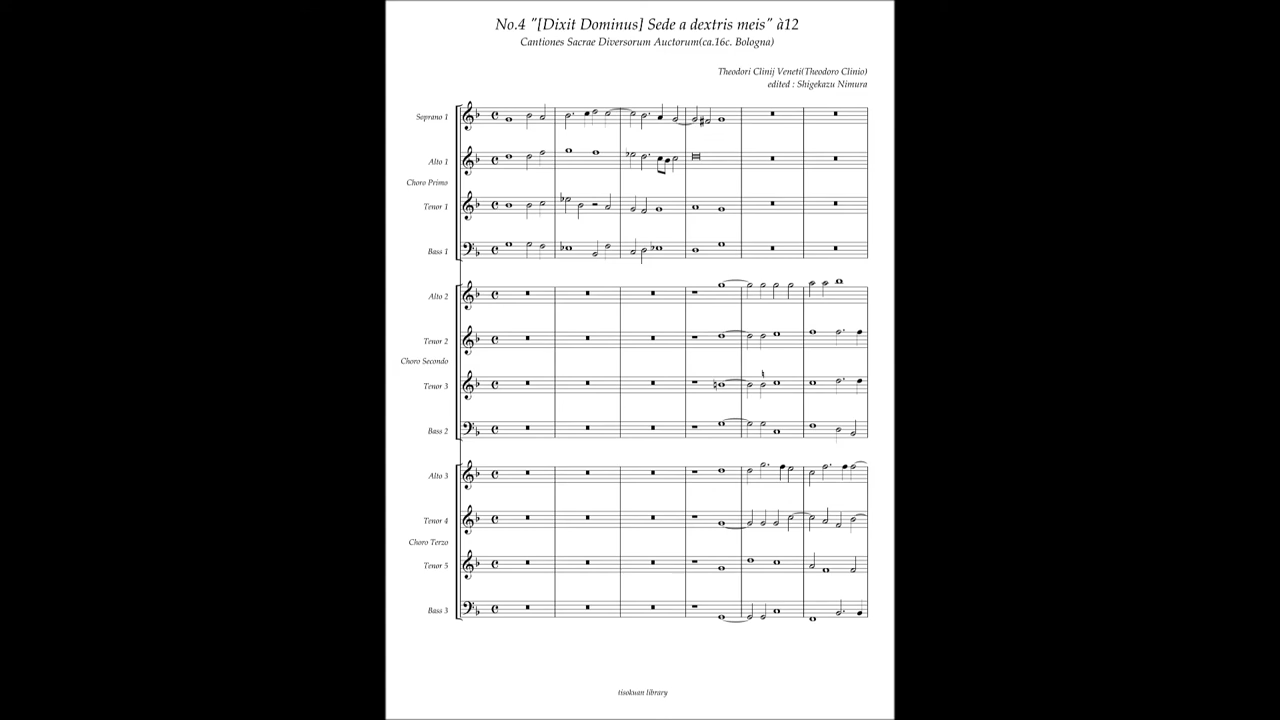 No.4 "[Dixit Dominus] Sede a dextris meis" à12
Cantiones Sacrae Diversorum Auctorum(ca.16c. Bologna)
Theodori Clinij Veneti(Theodoro Clinio)
edited : Shigekazu Nimura
Soprano 1
Alto 1
Choro Primo
Tenor 1
Bass 1
Alto 2
Tenor 2
Choro Secondo
Tenor 3
Bass 2
Alto 3
Tenor 4
Choro Terzo
Tenor 5
Bass 3
tisokuan library